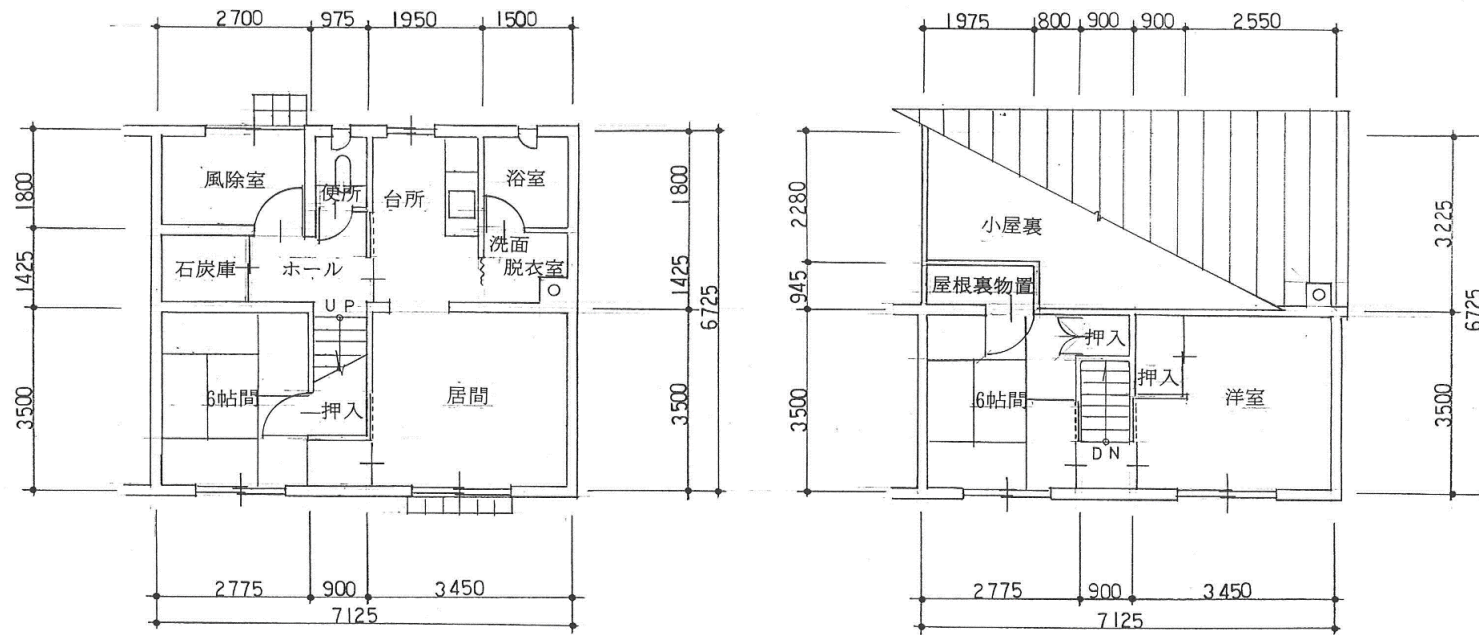 2700 975 1950 1500
風除室
便所
台所
浴室
洗面
脱衣室
石炭庫
ホール
UP
6帖間
押入
居間
1800
1425
3500
1800
1425
3500
6725
2775 900 3450
7125
1975 800 900 900 2550
小屋裏
屋根裏物置
押入
押入
6帖間
洋室
DN
2280
945
3500
3225
3500
6725
2775 900 3450
7125